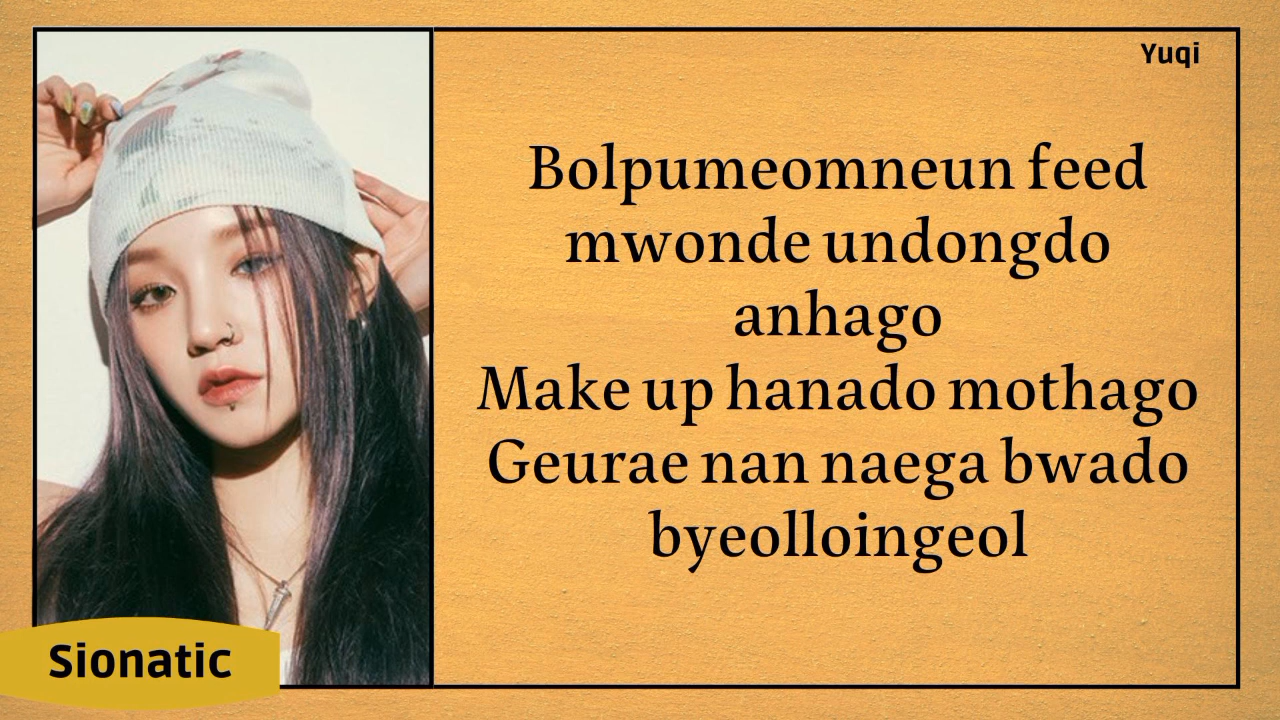 Yuqi
Bolpumeomneun feed
mwonde undongdo
anhago
Make up hanado mothago
Geurae nan naega bwado
byeolloingeol
Sionatic